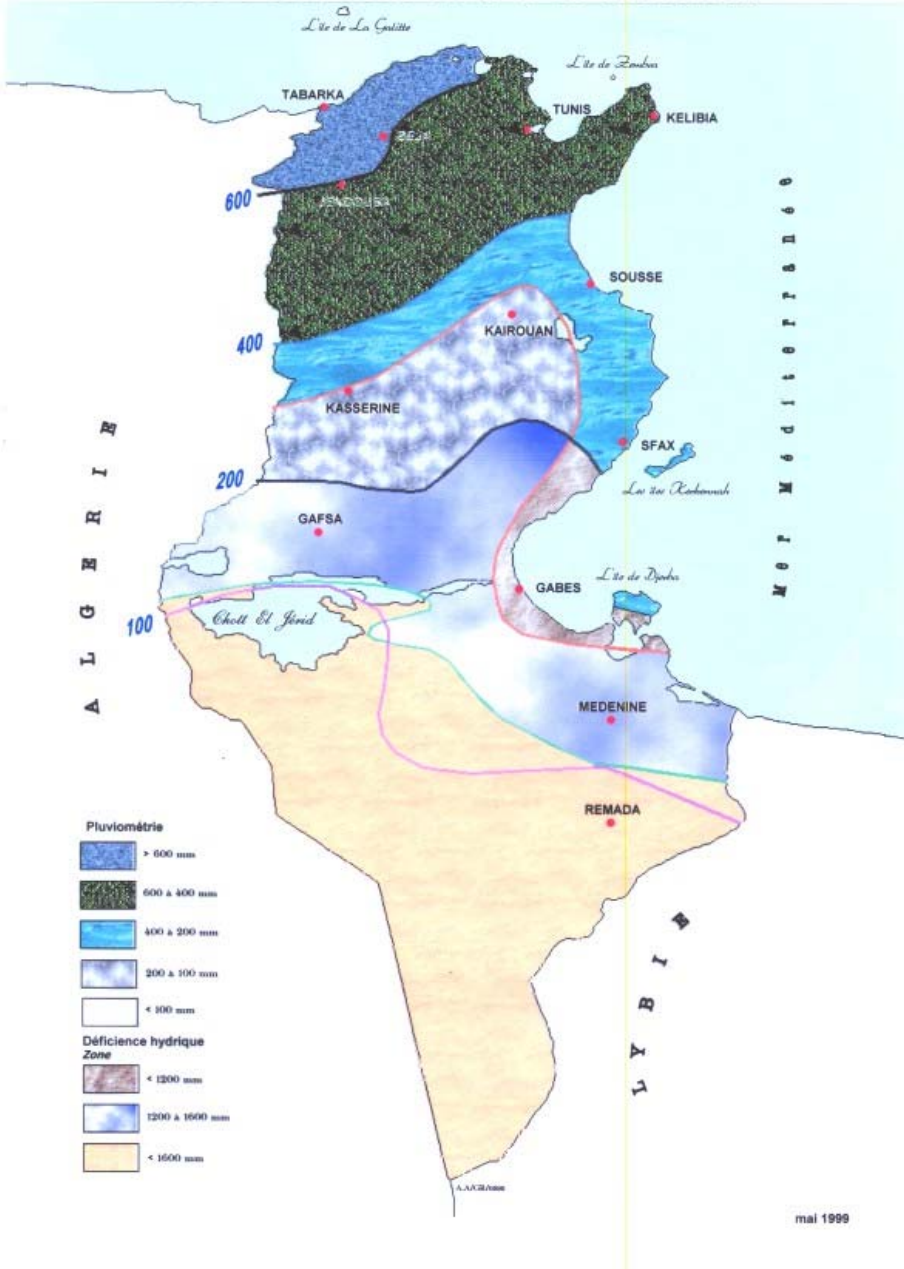 L'île de La Galitte
L'île de Zembra
TABARKA
TUNIS
KELIBIA
BEJA
JENDOUBA
600
SOUSSE
KAIROUAN
400
KASSERINE
SFAX
200
Les îles Kerkennah
GAFSA
L'île de Djerba
GABES
100
Chott El Jérid
MEDENINE
REMADA
ALGERIE
Mer Méditerranée
LYBIE
Pluviométrie
> 600 mm
600 à 400 mm
400 à 200 mm
200 à 100 mm
< 100 mm
Déficience hydrique
Zone
< 1200 mm
1200 à 1600 mm
< 1600 mm
mai 1999